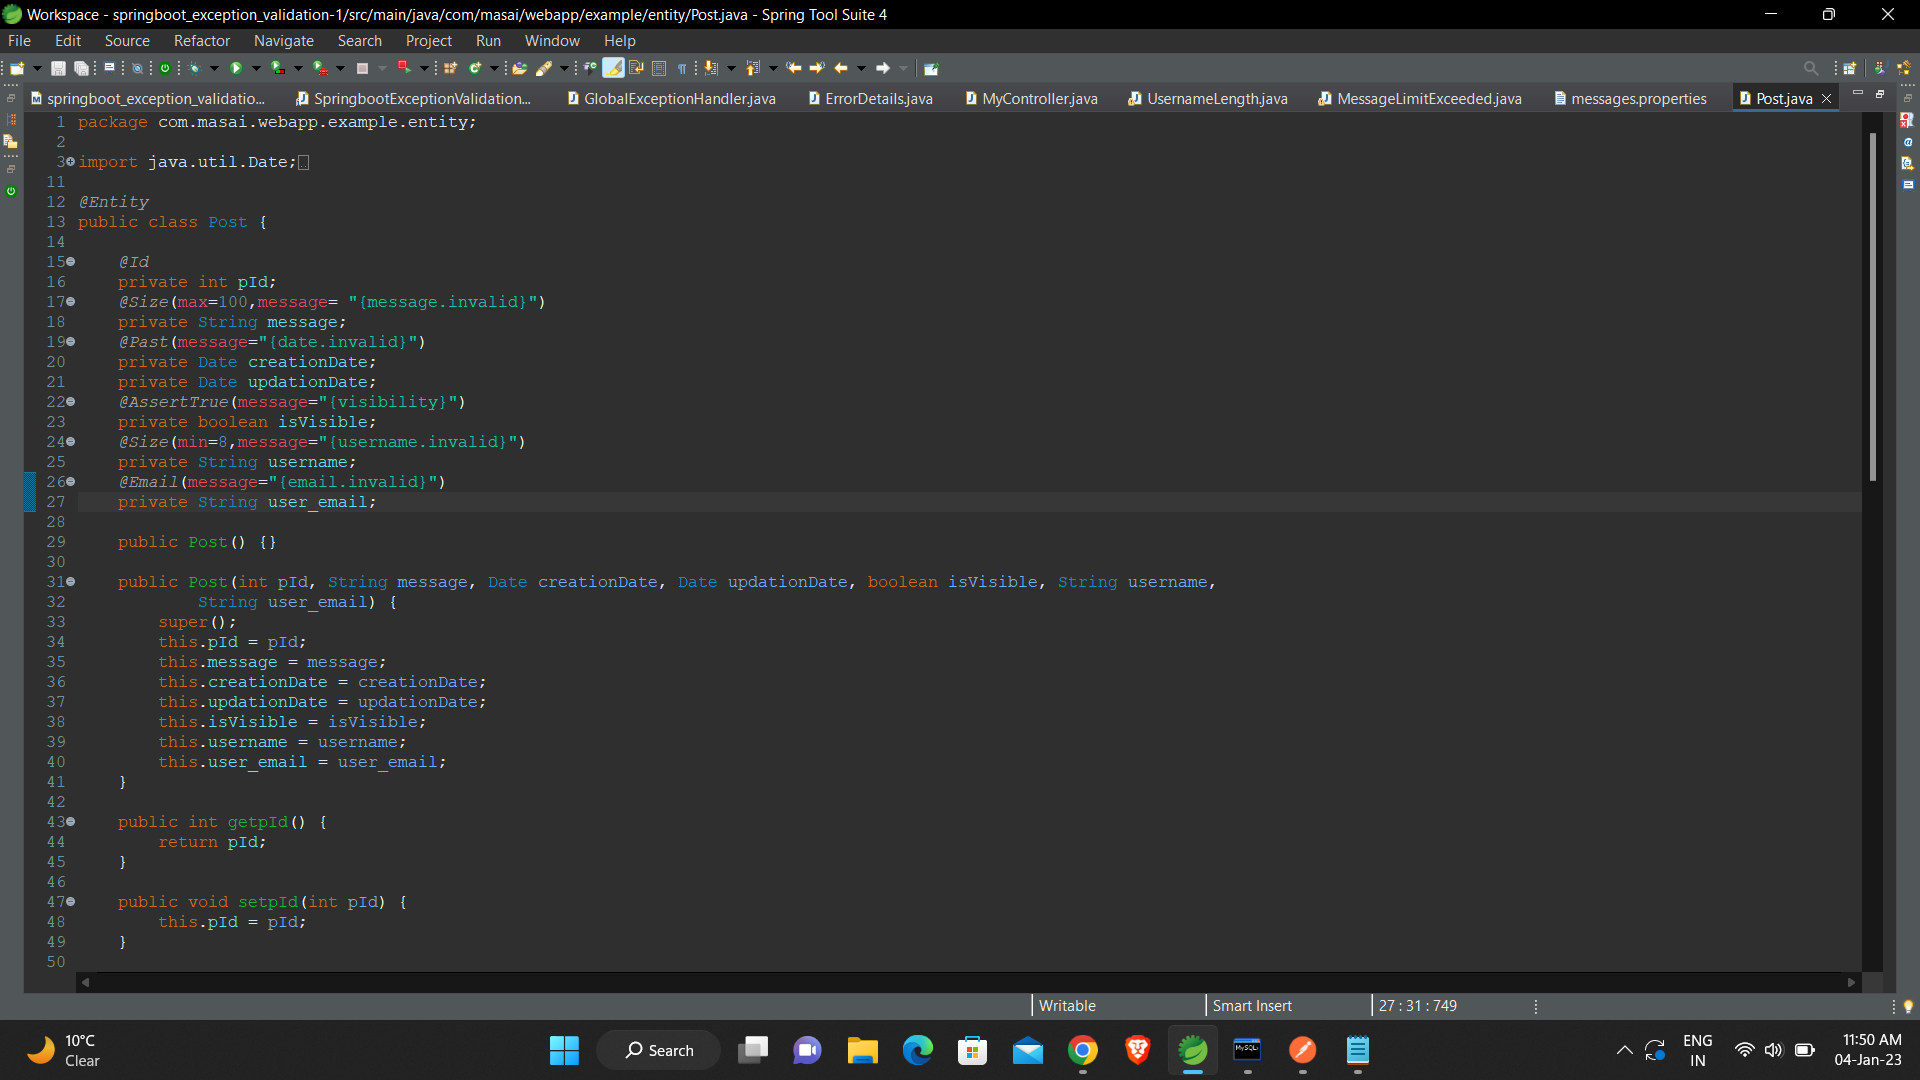 Workspace - springboot_exception_validation-1/src/main/java/com/masai/webapp/example/entity/Post.java - Spring Tool Suite 4
File Edit Source Refactor Navigate Search Project Run Window Help
springboot_exception_validatio... SpringbootExceptionValidation... GlobalExceptionHandler.java ErrorDetails.java MyController.java UsernameLength.java MessageLimitExceeded.java messages.properties Post.java
1 package com.masai.webapp.example.entity;
2
3 import java.util.Date;
11
12 @Entity
13 public class Post {
14
15 @Id
16 private int pId;
17 @Size(max=100,message= "{message.invalid}")
18 private String message;
19 @Past(message="{date.invalid}")
20 private Date creationDate;
21 private Date updationDate;
22 @AssertTrue(message="{visibility}")
23 private boolean isVisible;
24 @Size(min=8,message="{username.invalid}")
25 private String username;
26 @Email(message="{email.invalid}")
27 private String user_email;
28
29 public Post() {}
30
31 public Post(int pId, String message, Date creationDate, Date updationDate, boolean isVisible, String username,
32 String user_email) {
33 super();
34 this.pId = pId;
35 this.message = message;
36 this.creationDate = creationDate;
37 this.updationDate = updationDate;
38 this.isVisible = isVisible;
39 this.username = username;
40 this.user_email = user_email;
41 }
42
43 public int getpId() {
44 return pId;
45 }
46
47 public void setpId(int pId) {
48 this.pId = pId;
49 }
50
Writable Smart Insert 27 : 31 : 749
10°C
Clear
Search
ENG
IN
11:50 AM
04-Jan-23